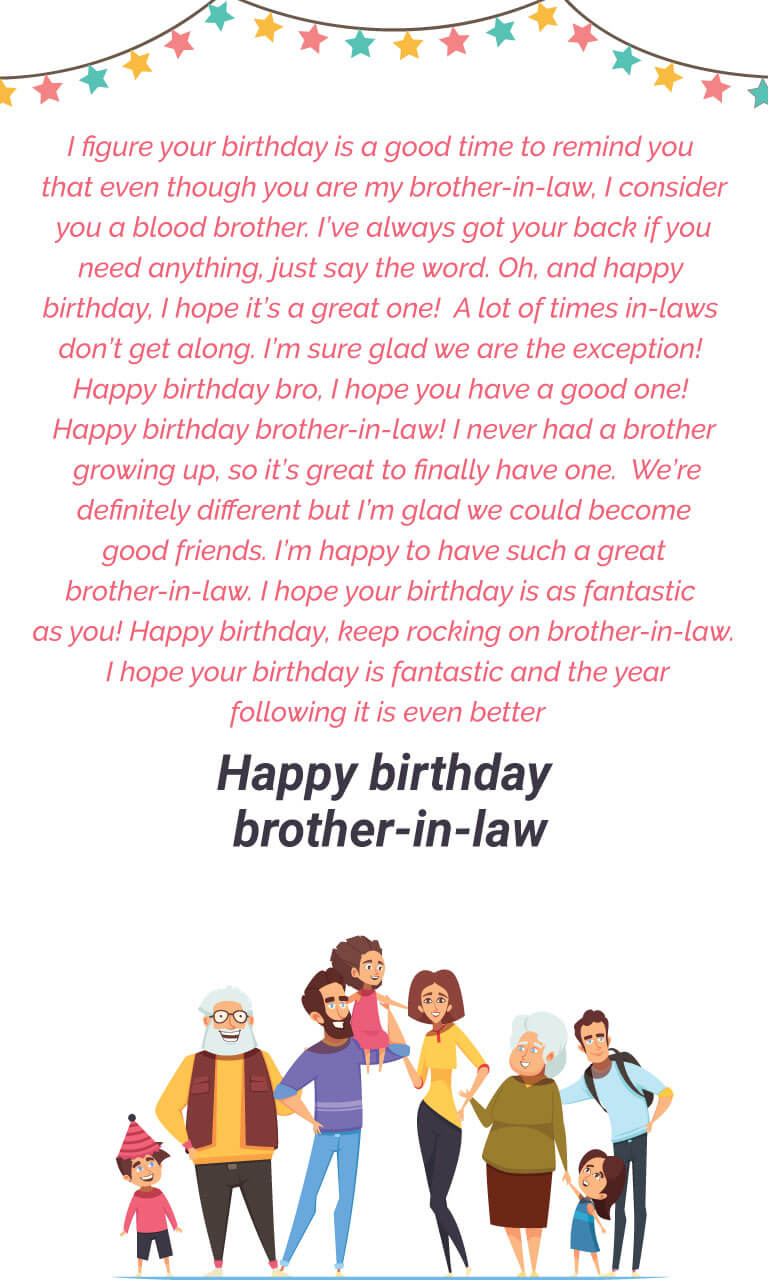 I figure your birthday is a good time to remind you
that even though you are my brother-in-law, I consider
you a blood brother. I've always got your back if you
need anything, just say the word. Oh, and happy
birthday, I hope it's a great one!  A lot of times in-laws
don't get along. I'm sure glad we are the exception!
Happy birthday bro, I hope you have a good one!
Happy birthday brother-in-law! I never had a brother
growing up, so it's great to finally have one.  We're
definitely different but I'm glad we could become
good friends. I'm happy to have such a great
brother-in-law. I hope your birthday is as fantastic
as you! Happy birthday, keep rocking on brother-in-law.
I hope your birthday is fantastic and the year
following it is even better
Happy birthday
brother-in-law